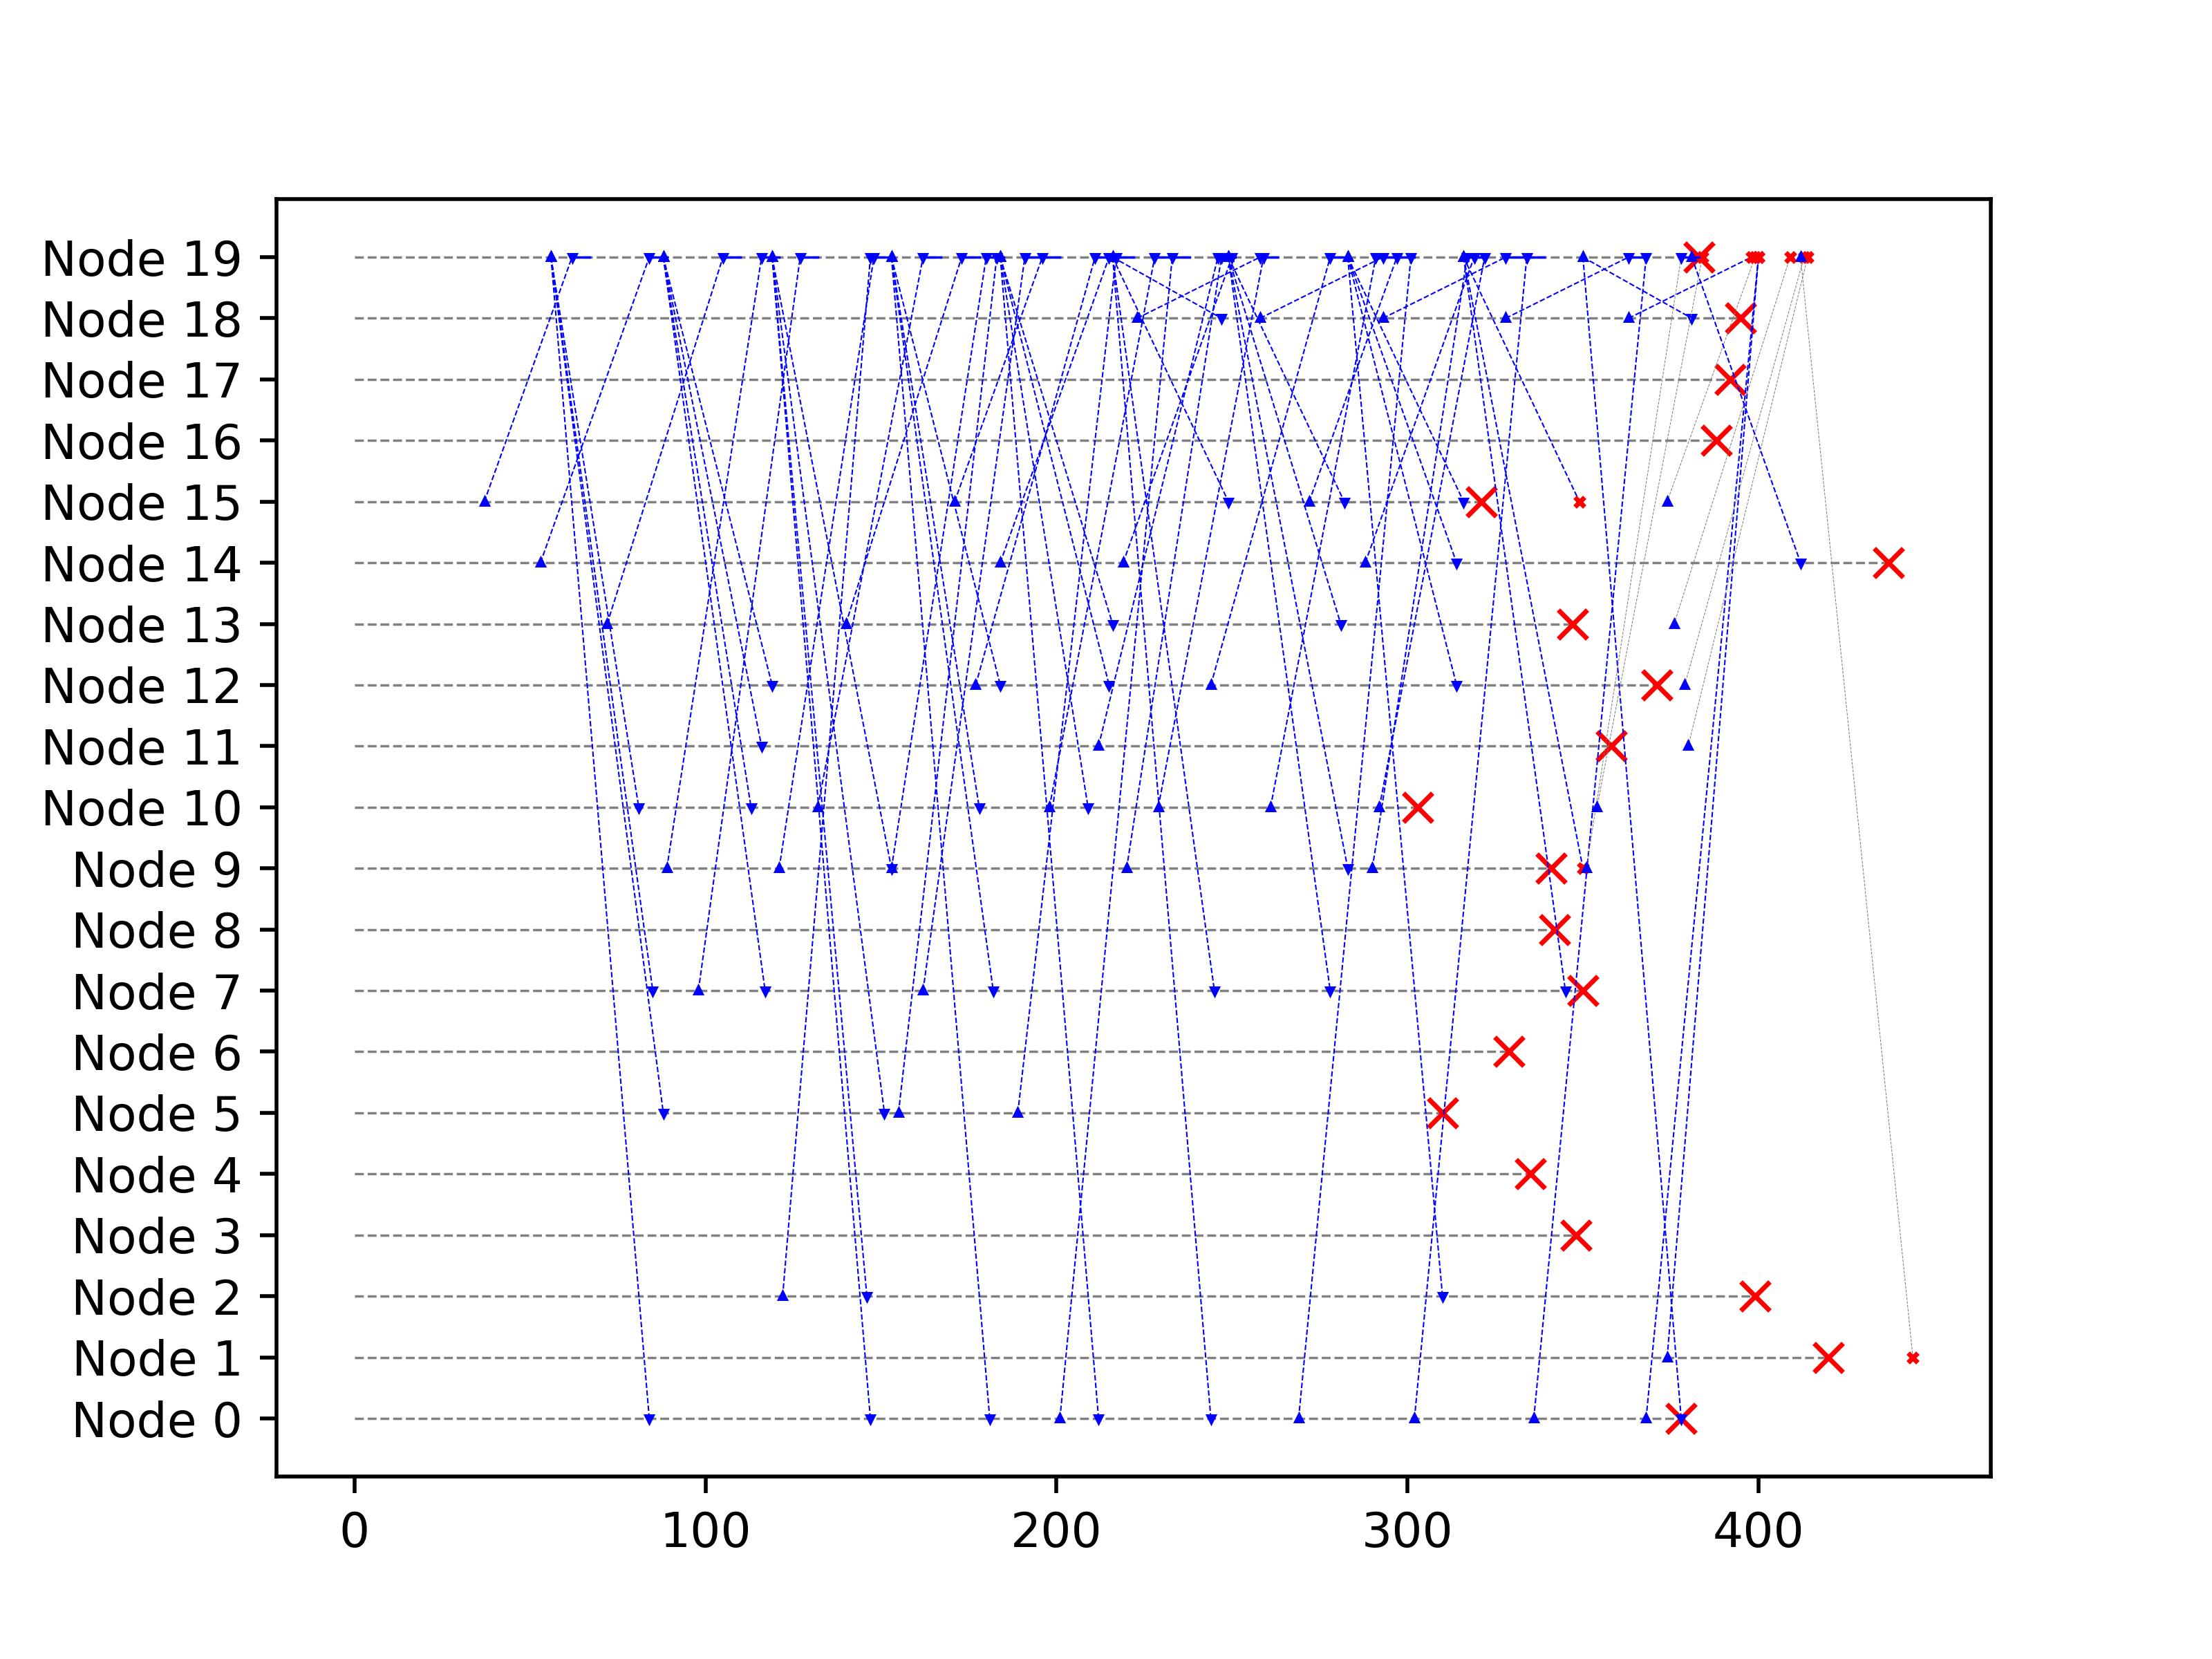 Node 19
Node 18
Node 17
Node 16
Node 15
Node 14
Node 13
Node 12
Node 11
Node 10
Node 9
Node 8
Node 7
Node 6
Node 5
Node 4
Node 3
Node 2
Node 1
Node 0
0 100 200 300 400